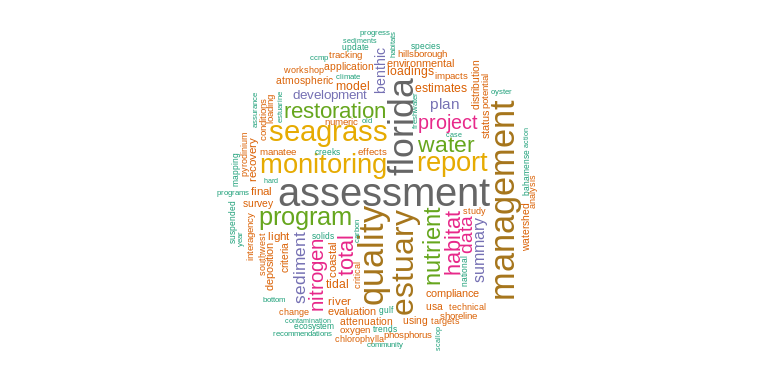 progress
sediments
habitats
update
species
ccmp
tracking
benthic
hillsborough
workshop
application
environmental
climate
loadings
impacts
atmospheric
model
estimates
distribution
potential
oyster
development
florida
plan
assurance
loading
estuarine
restoration
freshwater
status
management
conditions
numeric
old
project
seagrass
case
action
pyrodinium
recovery
manatee
creeks
effects
water
mapping
monitoring
report
bahamense
hard
programs
final
assessment
analysis
survey
program
quality
estuary
nutrient
habitat
data
study
summary
watershed
suspended
year
interagency
light
solids
total
carbon
southwest
deposition
criteria
sediment
nitrogen
coastal
critical
national
tidal
compliance
bottom
river
usa
technical
change
evaluation
gulf
shoreline
contamination
attenuation
using
targets
ecosystem
oxygen
trends
recommendations
chlorophylla
phosphorus
community
scallop